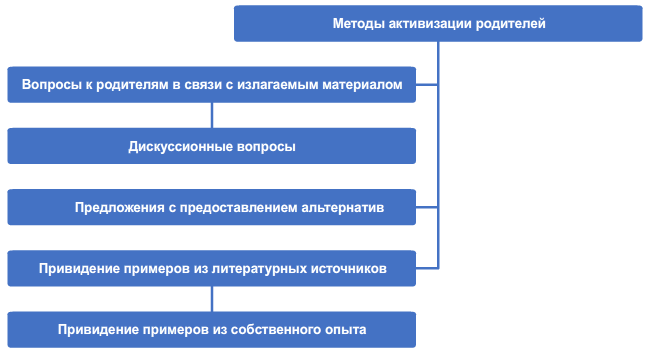 Методы активизации родителей
Вопросы к родителям в связи с излагаемым материалом
Дискуссионные вопросы
Предложения с предоставлением альтернатив
Привидение примеров из литературных источников
Привидение примеров из собственного опыта